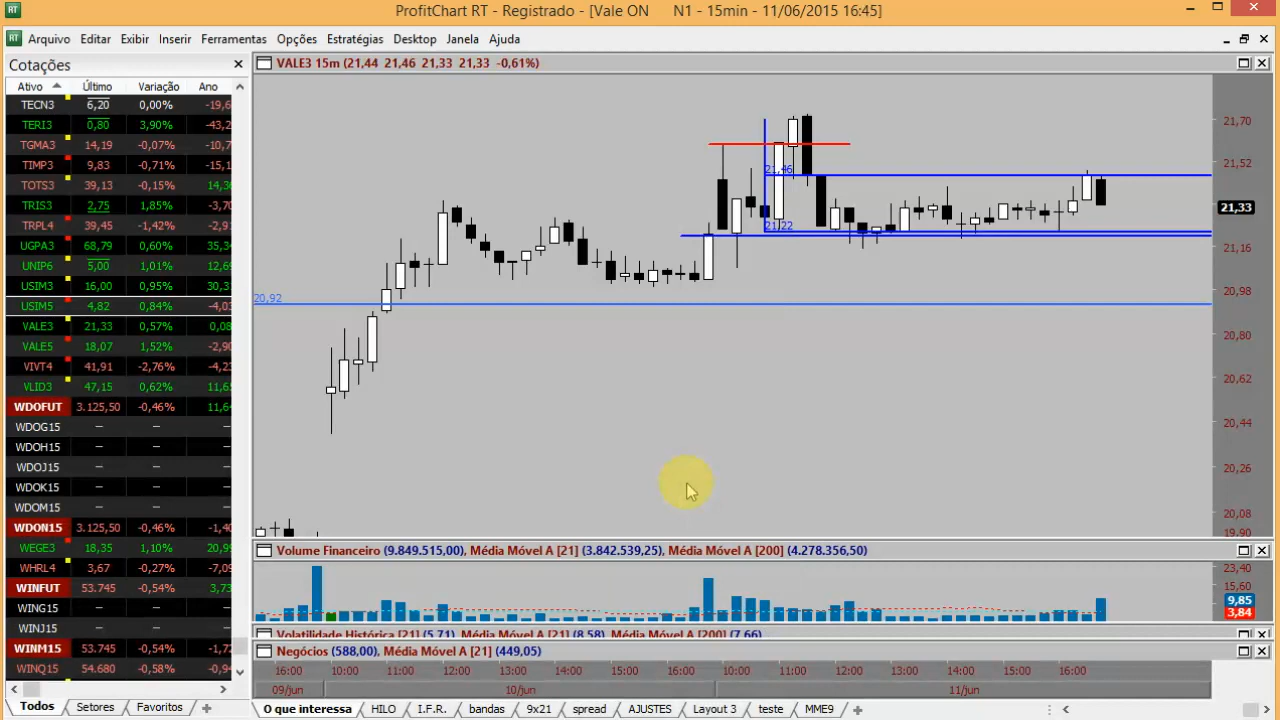 RT ProfitChart RT - Registrado - [Vale ON N1 - 15min - 11/06/2015 16:45]
RT Arquivo Editar Exibir Inserir Ferramentas Opções Estratégias Desktop Janela Ajuda
Cotações
Ativo Último Variação Ano
TECN3 6,20 0,00% -19,6
TERI3 0,80 3,90% -43,2
TGMA3 14,19 -0,07% -10,7
TIMP3 9,83 -0,71% -15,1
TOTS3 39,13 -0,15% 14,36
TRIS3 2,75 1,85% -3,70
TRPL4 39,45 -1,42% -2,9
UGPA3 68,79 0,60% 35,34
UNIP6 5,00 1,01% 12,69
USIM3 16,00 0,95% 30,3
USIM5 4,82 0,84% -4,03
VALE3 21,33 0,57% 0,08
VALE5 18,07 1,52% -2,90
VIVT4 41,91 -2,76% -4,23
VLID3 47,15 0,62% 11,65
WDOFUT 3.125,50 -0,46% 11,64
WDOG15 – – –
WDOH15 – – –
WDOJ15 – – –
WDOK15 – – –
WDOM15 – – –
WDON15 3.125,50 -0,46% -1,40
WEGE3 18,35 1,10% 20,9
WHRL4 3,67 -0,27% -7,09
WINFUT 53.745 -0,54% 3,73
WING15 – – –
WINJ15 – – –
WINM15 53.745 -0,54% -1,72
WINQ15 54.680 -0,58% -0,94
Todos Setores Favoritos
VALE3 15m (21,44 21,46 21,33 21,33 -0,61%)
21,70
21,52
21,46
21,33
21,22
21,16
20,98
20,92
20,80
20,62
20,44
20,26
20,08
19,90
Volume Financeiro (9.849.515,00), Média Móvel A [21] (3.842.539,25), Média Móvel A [200] (4.278.356,50)
23,40
15,60
9,85
3,84
Volatilidade Histórica [21] (5,71), Média Móvel A [21] (8,58), Média Móvel A [200] (7,66)
Negócios (588,00), Média Móvel A [21] (449,05)
16:00 10:00 11:00 12:00 13:00 14:00 15:00 16:00 10:00 11:00 12:00 13:00 14:00 15:00 16:00
09/jun 10/jun 11/jun
O que interessa HILO I.F.R. bandas 9x21 spread AJUSTES Layout 3 teste MME9